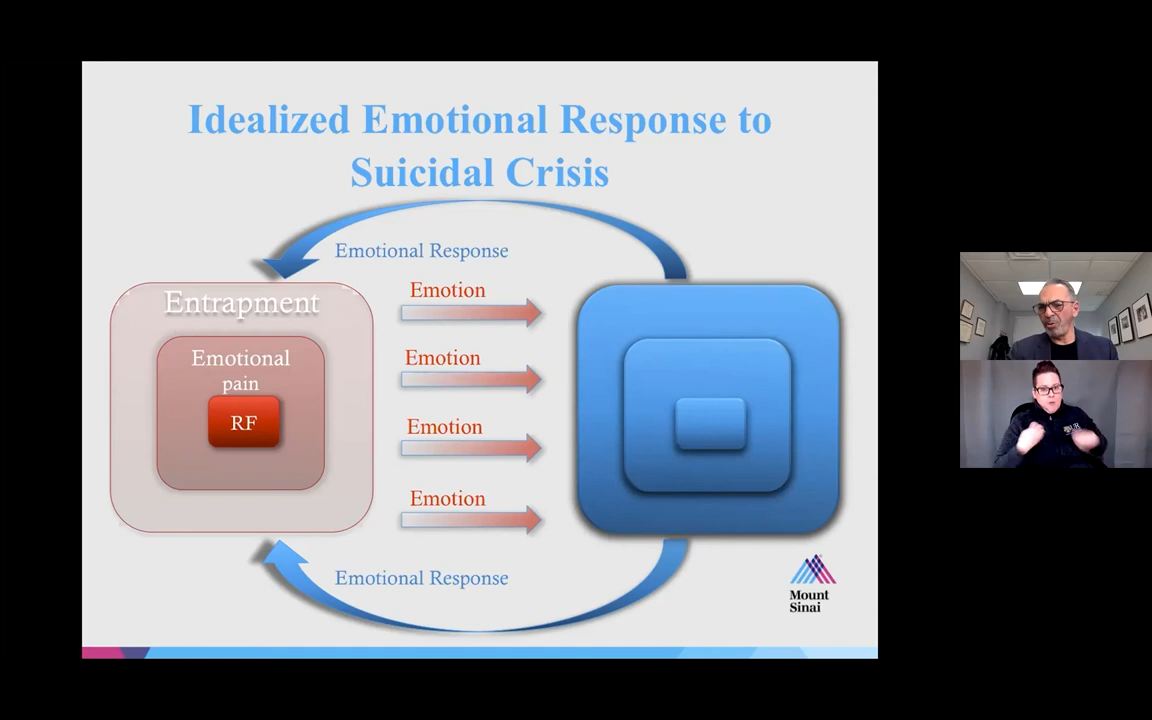 Idealized Emotional Response to
Suicidal Crisis
Emotional Response
Entrapment
Emotional
pain
RF
Emotion
Emotion
Emotion
Emotion
Emotional Response
Mount
Sinai